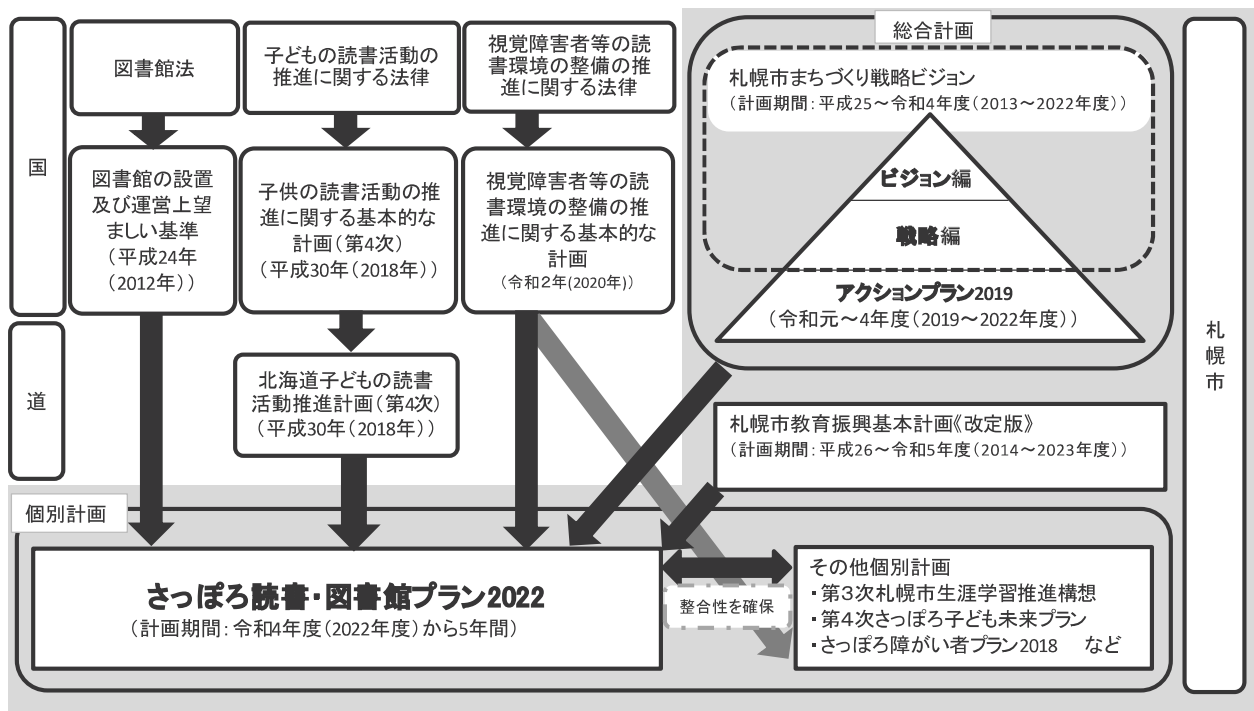 国
図書館法
子どもの読書活動の
推進に関する法律
視覚障害者等の読
書環境の整備の推
進に関する法律
図書館の設置
及び運営上望
ましい基準
（平成24年
（2012年））
子供の読書活動の推
進に関する基本的な
計画（第4次）
（平成30年（2018年））
視覚障害者等の読
書環境の整備の推
進に関する基本的な
計画
（令和２年(2020年)）
道
北海道子どもの読書
活動推進計画（第4次）
（平成30年（2018年））
総合計画
札幌市まちづくり戦略ビジョン
（計画期間：平成25～令和4年度（2013～2022年度））
ビジョン編
戦略編
アクションプラン2019
（令和元～4年度（2019～2022年度））
札幌市教育振興基本計画《改定版》
（計画期間：平成26～令和5年度（2014～2023年度））
札幌市
個別計画
さっぽろ読書・図書館プラン2022
（計画期間：令和4年度（2022年度）から5年間）
整合性を確保
その他個別計画
・第３次札幌市生涯学習推進構想
・第４次さっぽろ子ども未来プラン
・さっぽろ障がい者プラン2018　など